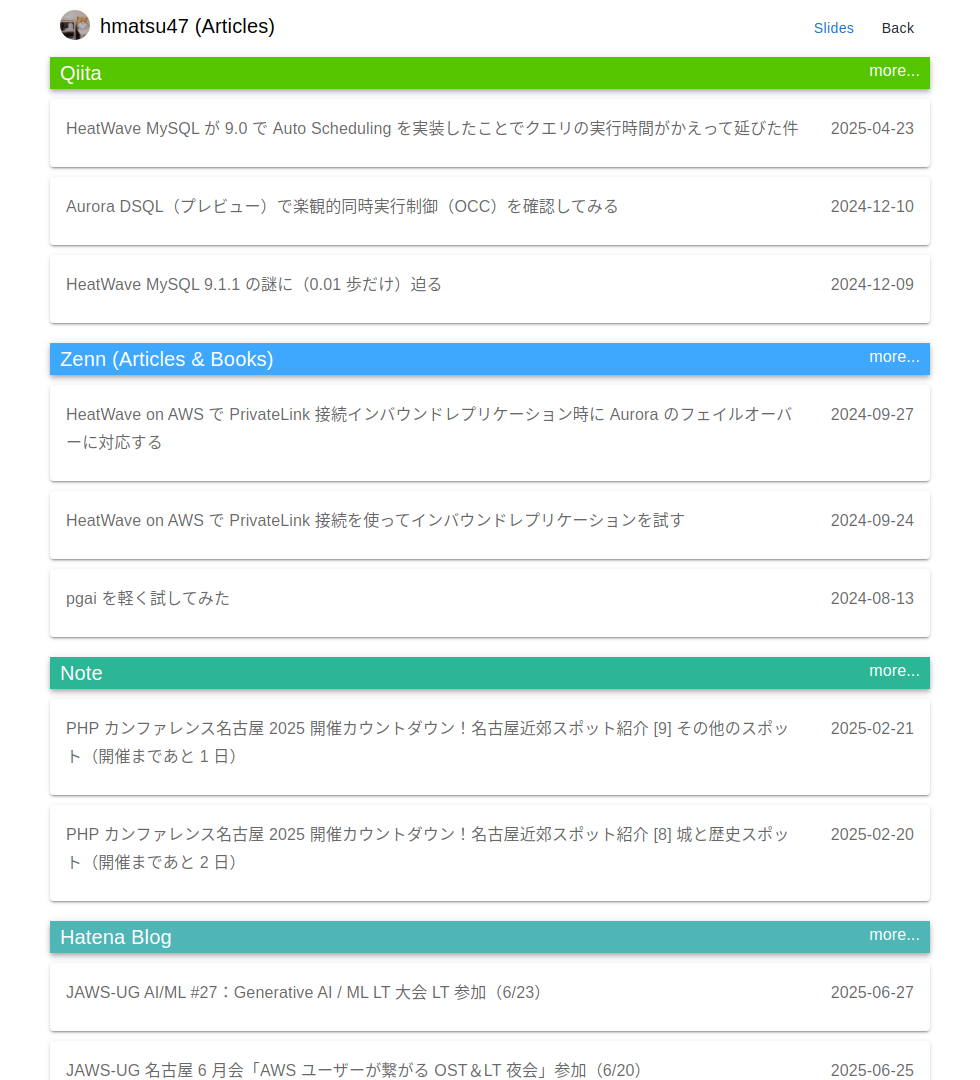 hmatsu47 (Articles)
Slides Back
Qiita more...
HeatWave MySQL が 9.0 で Auto Scheduling を実装したことでクエリの実行時間がかえって延びた件 2025-04-23
Aurora DSQL（プレビュー）で楽観的同時実行制御（OCC）を確認してみる 2024-12-10
HeatWave MySQL 9.1.1 の謎に（0.01 歩だけ）迫る 2024-12-09
Zenn (Articles & Books) more...
HeatWave on AWS で PrivateLink 接続インバウンドレプリケーション時に Aurora のフェイルオーバ 2024-09-27
ーに対応する
HeatWave on AWS で PrivateLink 接続を使ってインバウンドレプリケーションを試す 2024-09-24
pgai を軽く試してみた 2024-08-13
Note more...
PHP カンファレンス名古屋 2025 開催カウントダウン！名古屋近郊スポット紹介 [9] その他のスポッ 2025-02-21
ト（開催まであと 1 日）
PHP カンファレンス名古屋 2025 開催カウントダウン！名古屋近郊スポット紹介 [8] 城と歴史スポッ 2025-02-20
ト（開催まであと 2 日）
Hatena Blog more...
JAWS-UG AI/ML #27：Generative AI / ML LT 大会 LT 参加（6/23） 2025-06-27
JAWS-UG 名古屋 6 月会「AWS ユーザーが繋がる OST＆LT 夜会」参加（6/20） 2025-06-25